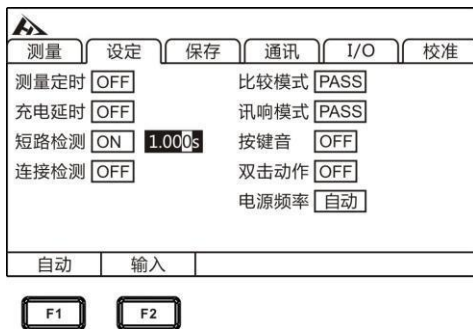 测量 设定 保存 通讯 I/O 校准
测量定时 OFF 比较模式 PASS
充电延时 OFF 讯响模式 PASS
短路检测 ON 1.000s 按键音 OFF
连接检测 OFF 双击动作 OFF
电源频率 自动
自动 输入
F1 F2